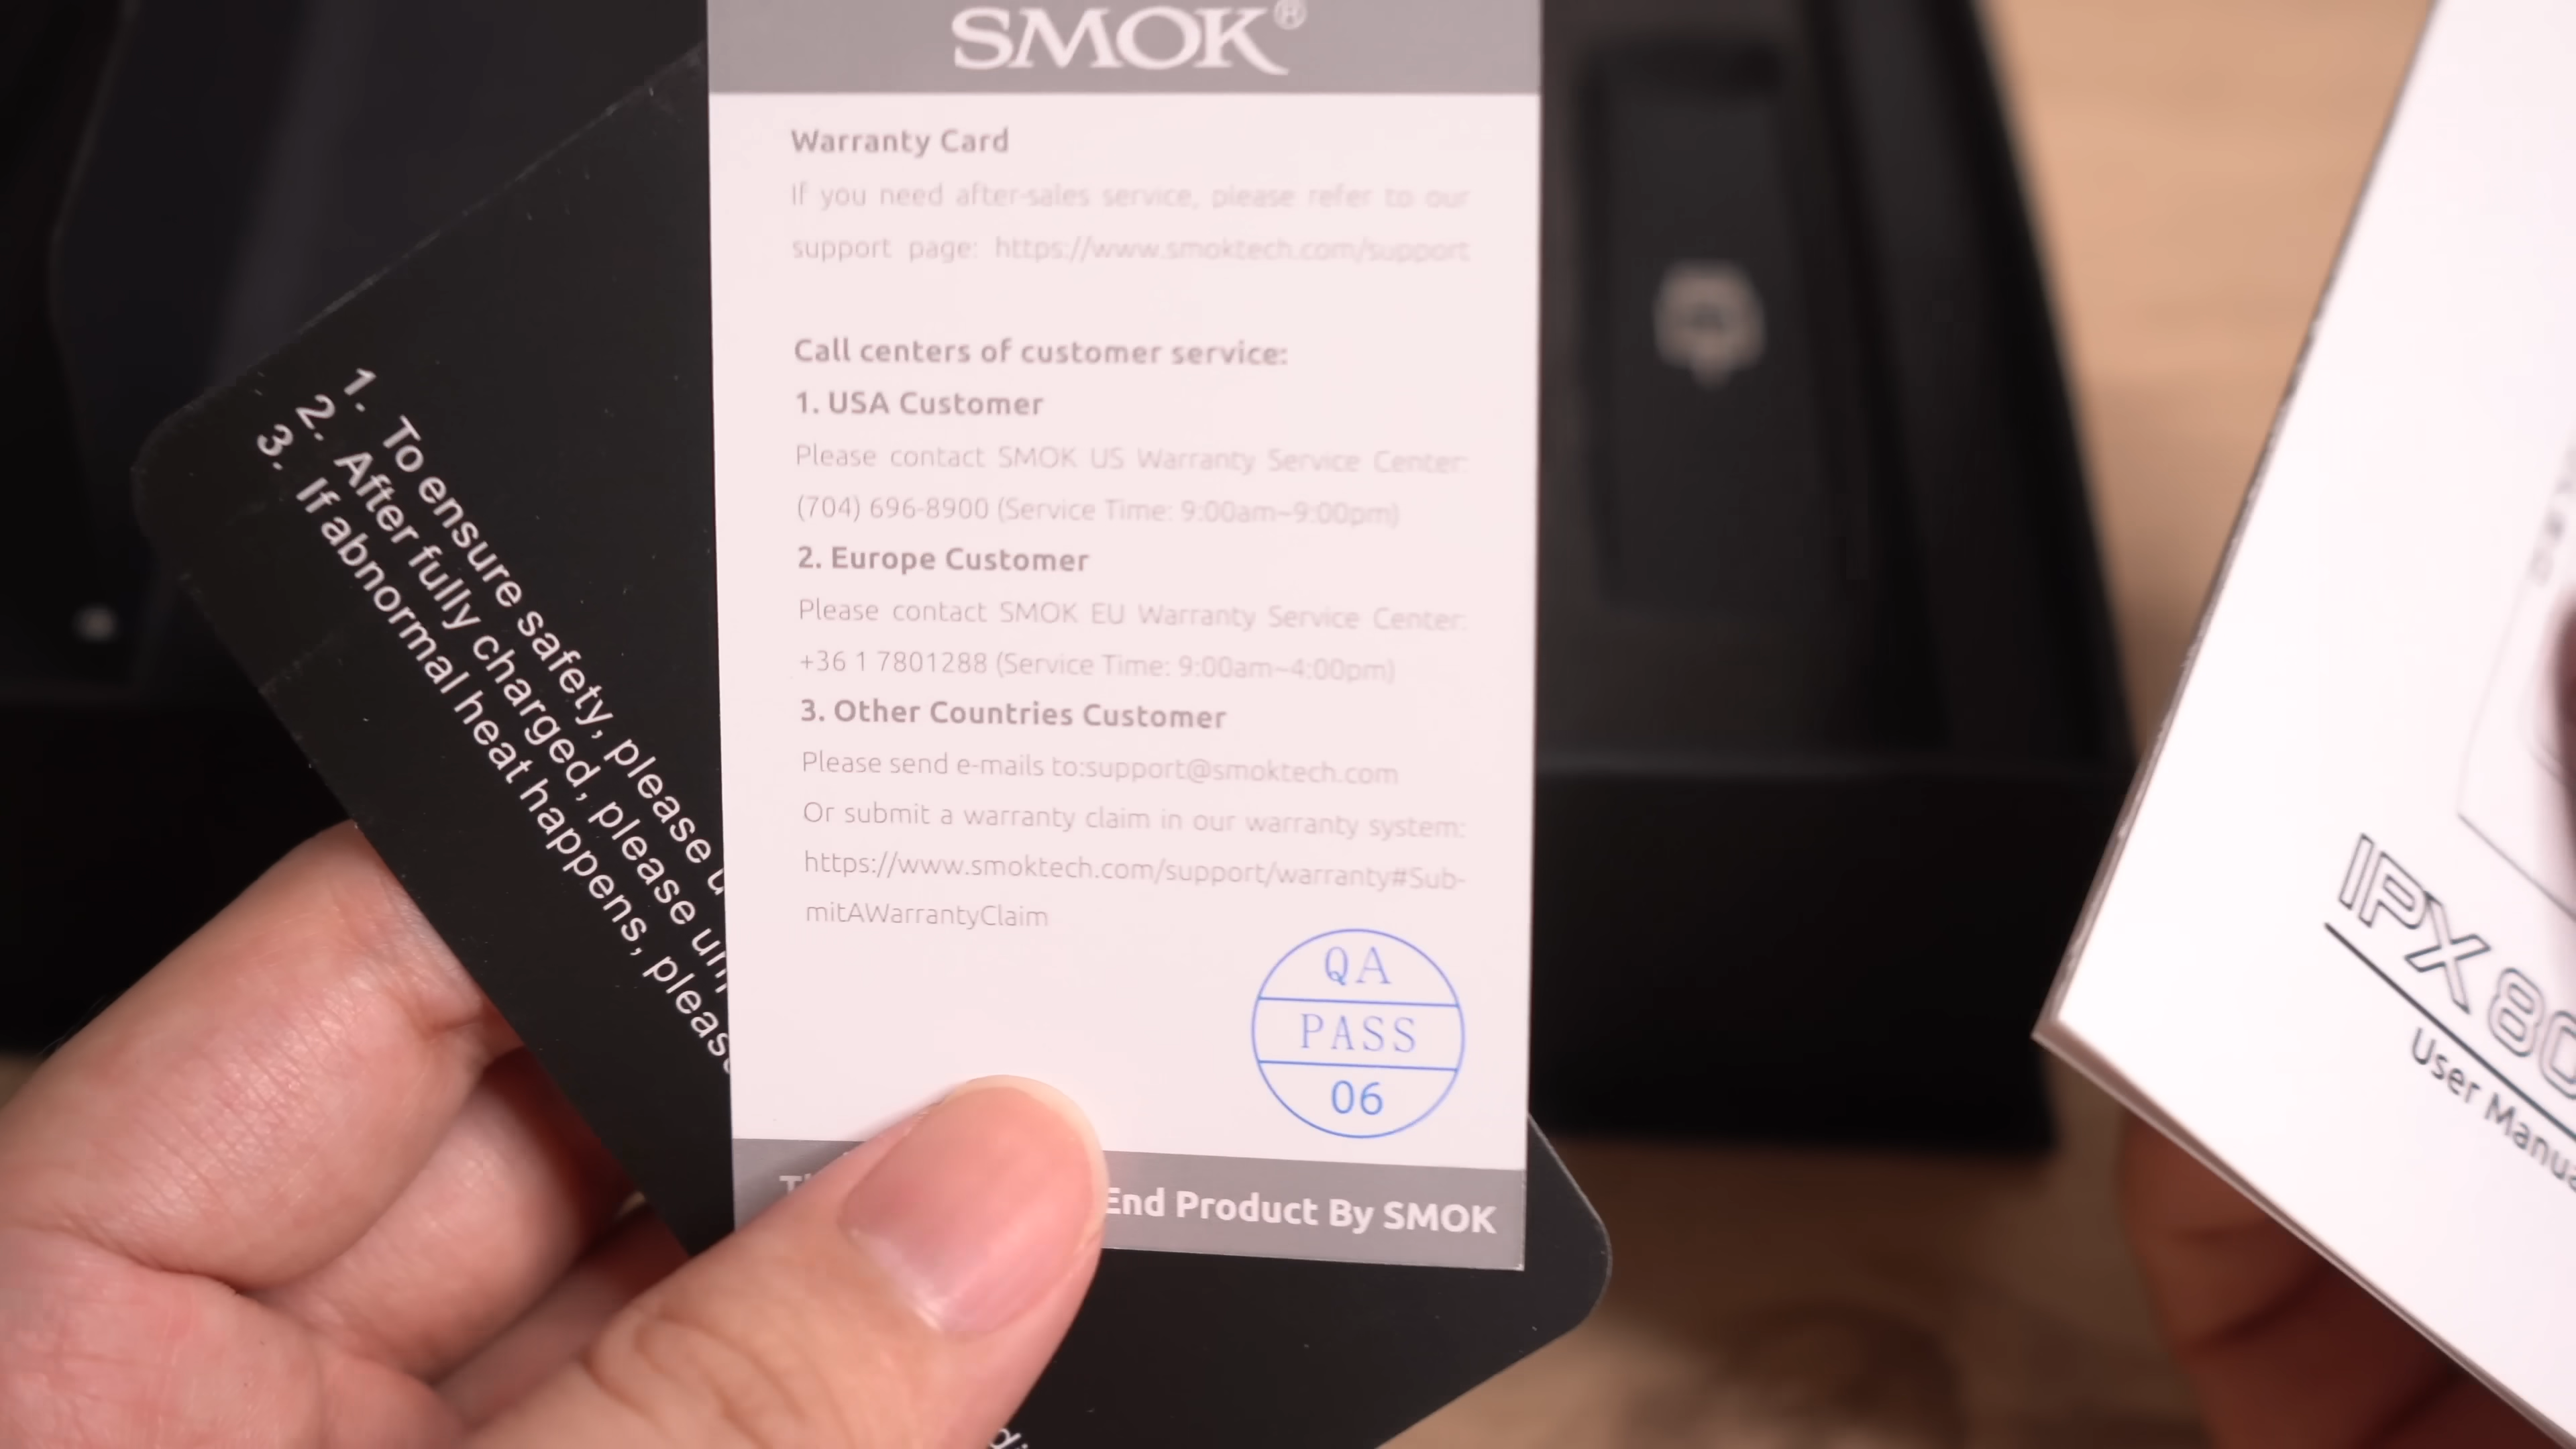 SMOK®
Warranty Card
If you need after-sales service, please refer to our
support page: https://www.smoktech.com/support
Call centers of customer service:
1. USA Customer
Please contact SMOK US Warranty Service Center:
(704) 696-8900 (Service Time: 9:00am~9:00pm)
2. Europe Customer
Please contact SMOK EU Warranty Service Center:
+36 1 7801288 (Service Time: 9:00am~4:00pm)
3. Other Countries Customer
Please send e-mails to:support@smoktech.com
Or submit a warranty claim in our warranty system:
https://www.smoktech.com/support/warranty#Sub-
mitAWarrantyClaim
QA
PASS
06
End Product By SMOK
1. To ensure safety, please
2. After fully charged, please
3. If abnormal heat happens, please
IPX 80
User Manua